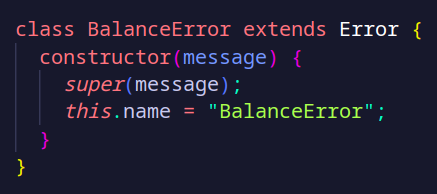 class BalanceError extends Error {
  constructor(message) {
    super(message);
    this.name = "BalanceError";
  }
}